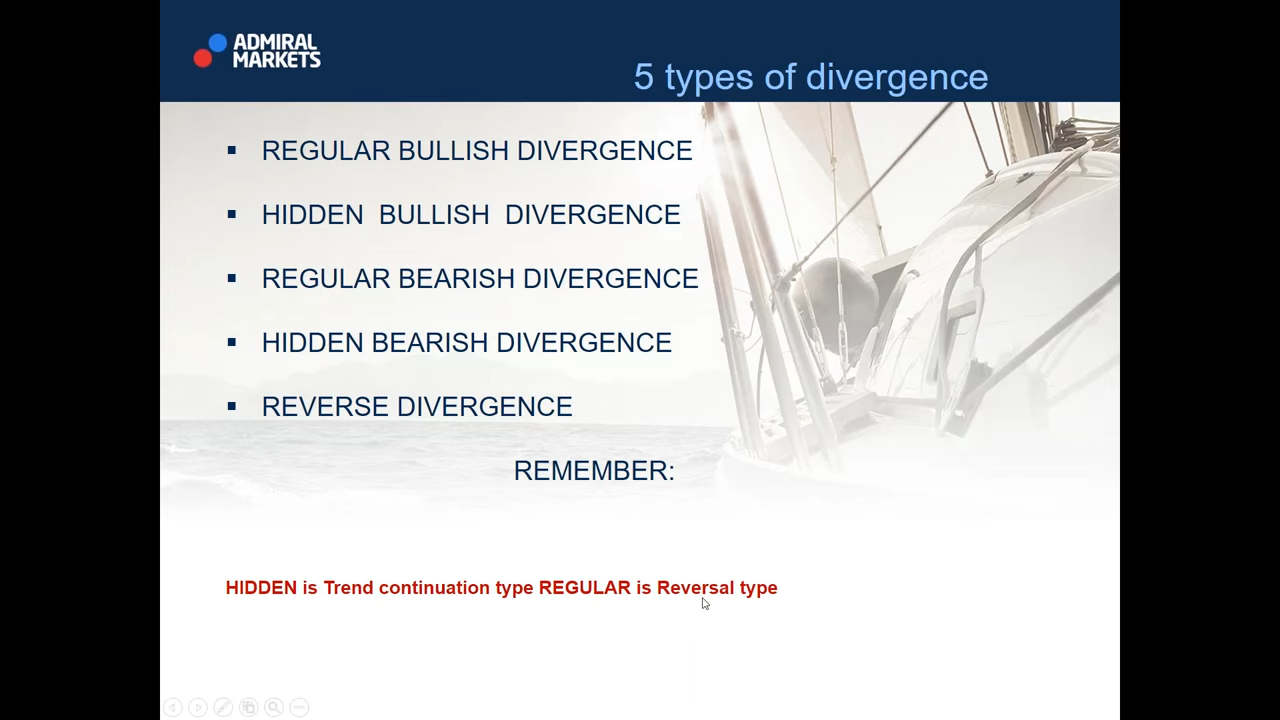 ADMIRAL
MARKETS
5 types of divergence
REGULAR BULLISH DIVERGENCE
HIDDEN BULLISH DIVERGENCE
REGULAR BEARISH DIVERGENCE
HIDDEN BEARISH DIVERGENCE
REVERSE DIVERGENCE
REMEMBER:
HIDDEN is Trend continuation type REGULAR is Reversal type